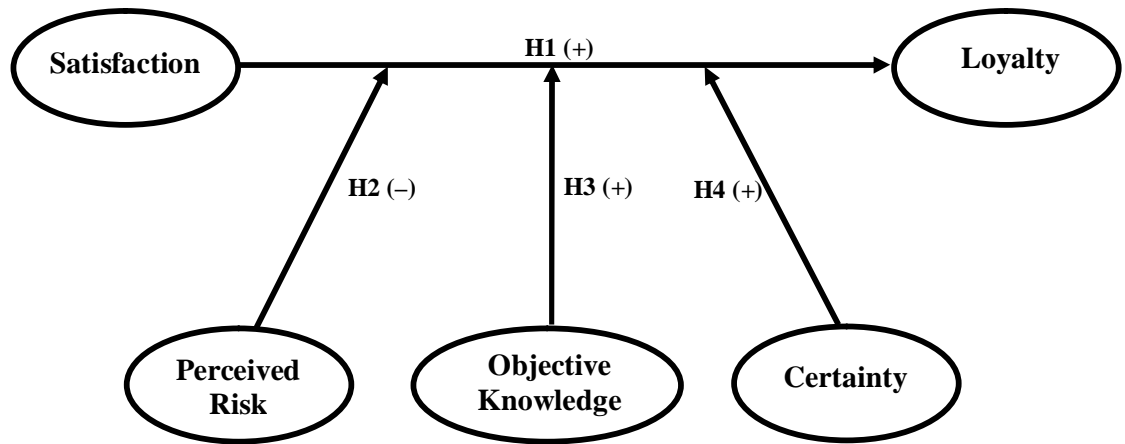 H1 (+)
Satisfaction
Loyalty
H2 (–)
H3 (+)
H4 (+)
Perceived
Risk
Objective
Knowledge
Certainty